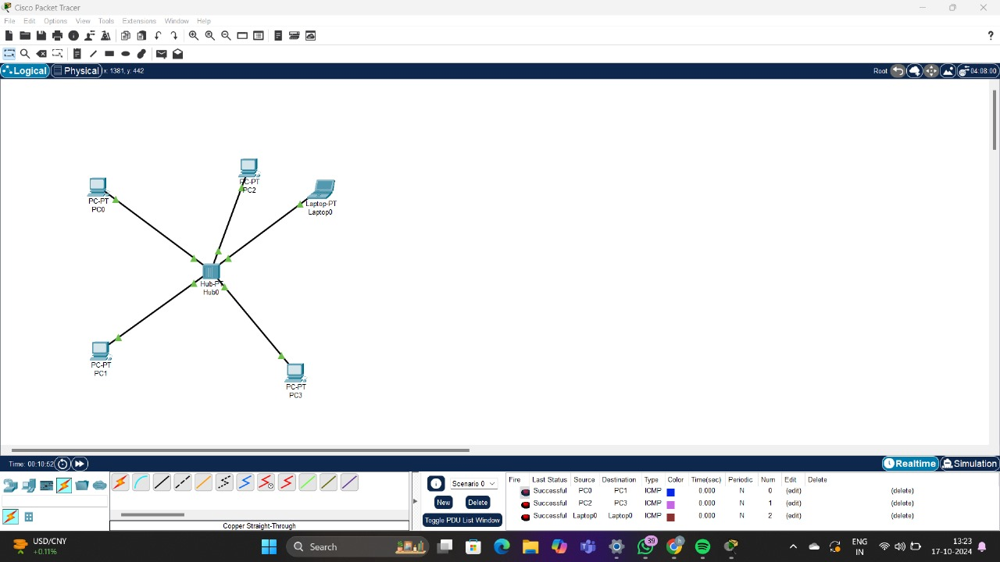 Cisco Packet Tracer
File Edit Options View Tools Extensions Window Help
?
Logical Physical x: 1381, y: 442 Root 04:08:00
PC-PT
PC2
PC-PT
PC0
Laptop-PT
Laptop0
Hub-PT
Hub0
PC-PT
PC1
PC-PT
PC3
Time: 00:10:52 Realtime Simulation
Scenario 0
New Delete
Toggle PDU List Window
Copper Straight-Through
Fire Last Status Source Destination Type Color Time(sec) Periodic Num Edit Delete
Successful PC0 PC1 ICMP 0.000 N 0 (edit) (delete)
Successful PC2 PC3 ICMP 0.000 N 1 (edit) (delete)
Successful Laptop0 Laptop0 ICMP 0.000 N 2 (edit) (delete)
USD/CNY
+0.11%
Search
39
ENG
IN
13:23
17-10-2024